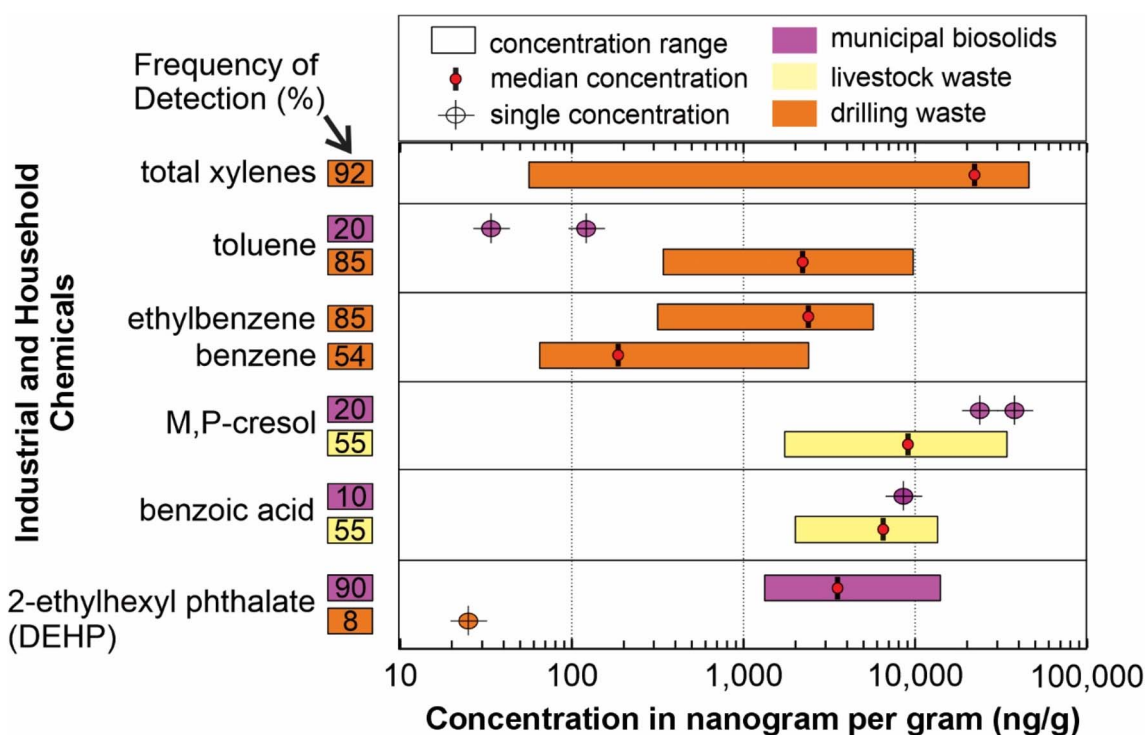 concentration range
median concentration
single concentration
municipal biosolids
livestock waste
drilling waste
Frequency of
Detection (%)
Industrial and Household
Chemicals
total xylenes 92
toluene 20
85
ethylbenzene 85
benzene 54
M,P-cresol 20
55
benzoic acid 10
55
2-ethylhexyl phthalate 90
(DEHP) 8
10 100 1,000 10,000 100,000
Concentration in nanogram per gram (ng/g)